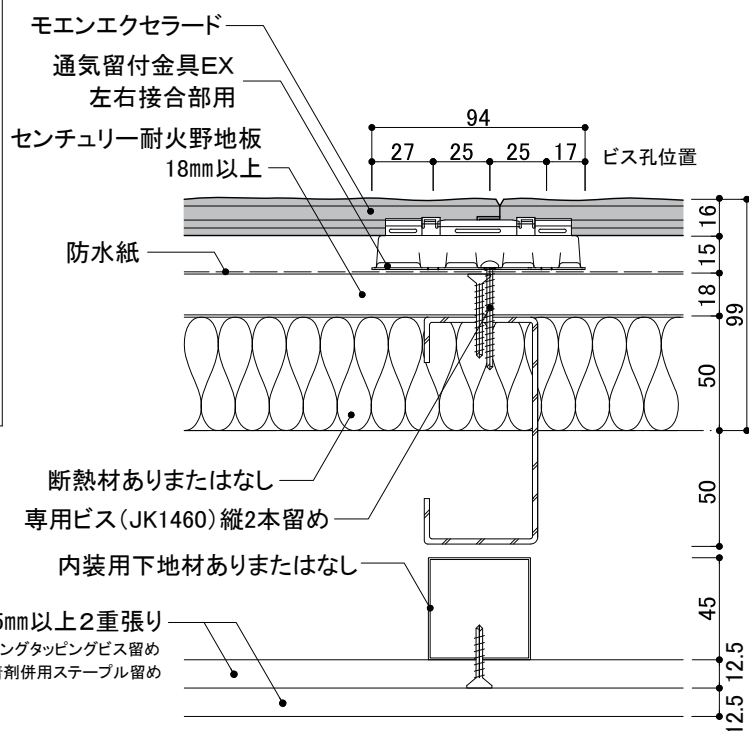 モエンエクセラード
通気留付金具EX
左右接合部用
センチュリー耐火野地板
18mm以上
94
27 25 25 17 ビス孔位置
防水紙
16
15
18
50
99
断熱材ありまたはなし
専用ビス(JK1460)縦2本留め
50
内装用下地材ありまたはなし
45
5mm以上2重張り
ングタッピングビス留め
剤併用ステープル留め
12.5
12.5